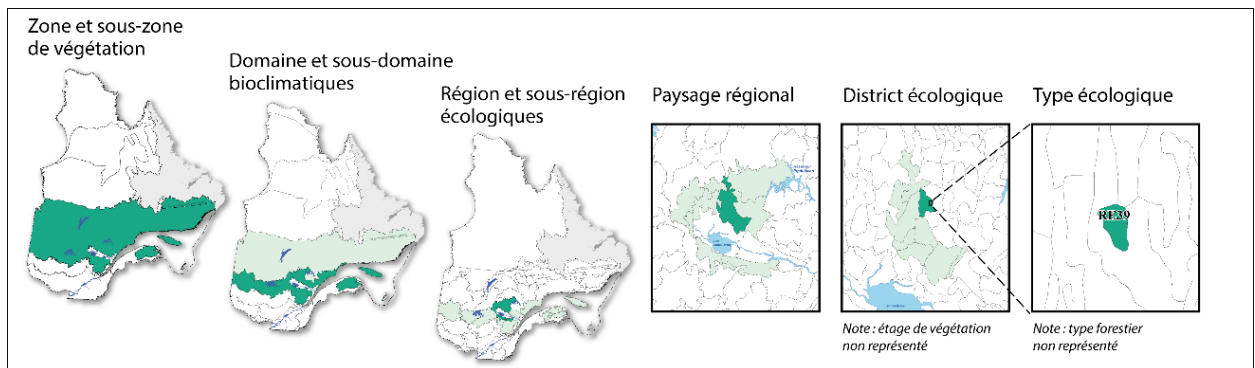 Zone et sous-zone
de végétation
Domaine et sous-domaine
bioclimatiques
Région et sous-région
écologiques
Paysage régional
District écologique
Type écologique
RE39
Note : étage de végétation
non représenté
Note : type forestier
non représenté